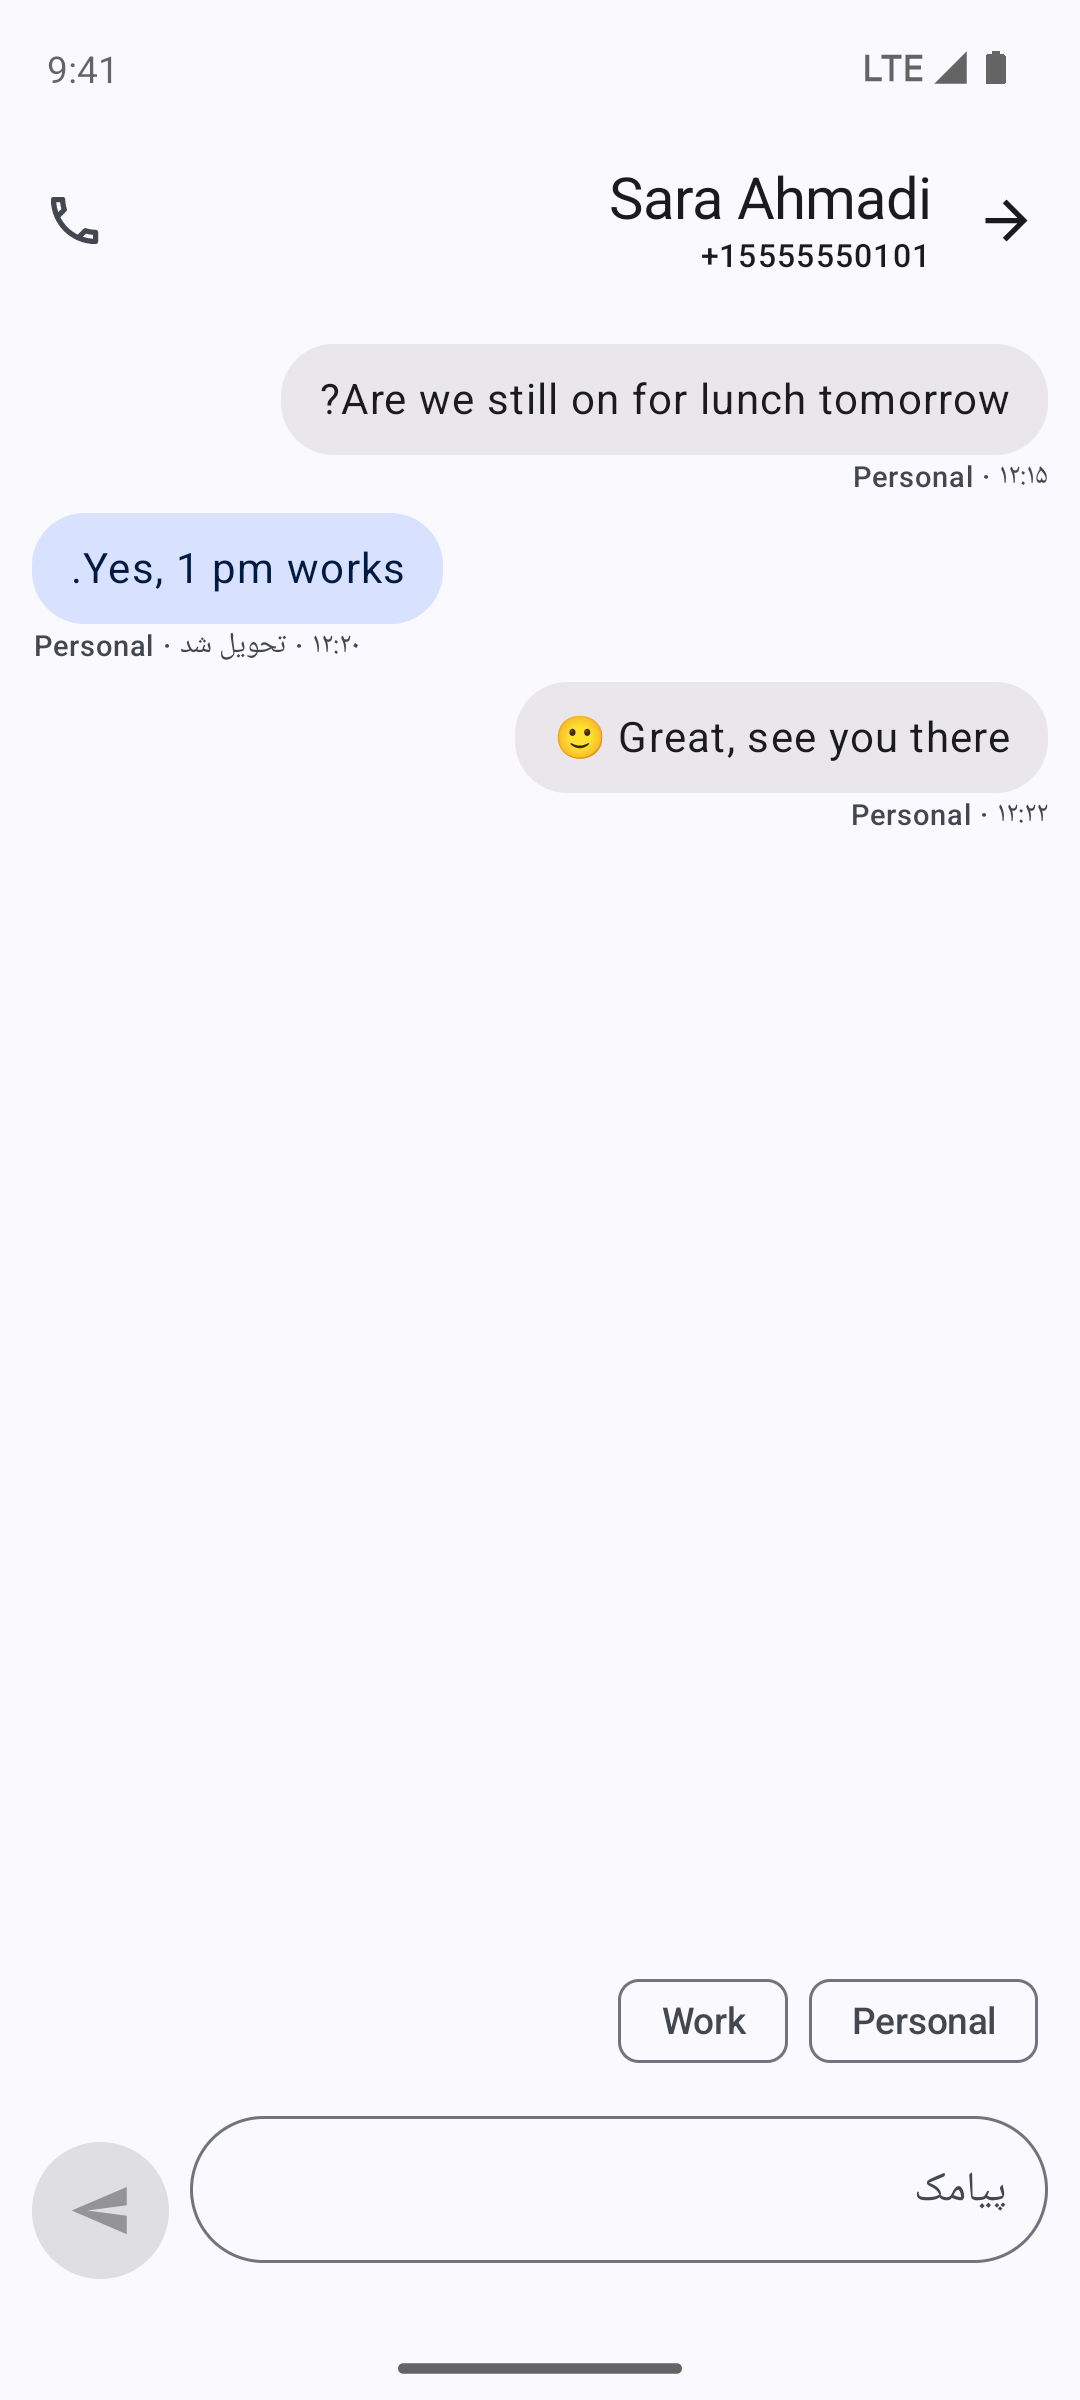 9:41 LTE
Sara Ahmadi
+15555550101
?Are we still on for lunch tomorrow
Personal · ۱۲:۱۵
.Yes, 1 pm works
Personal · تحویل شد · ۱۲:۲۰
🙂 Great, see you there
Personal · ۱۲:۲۲
Work Personal
پیامک